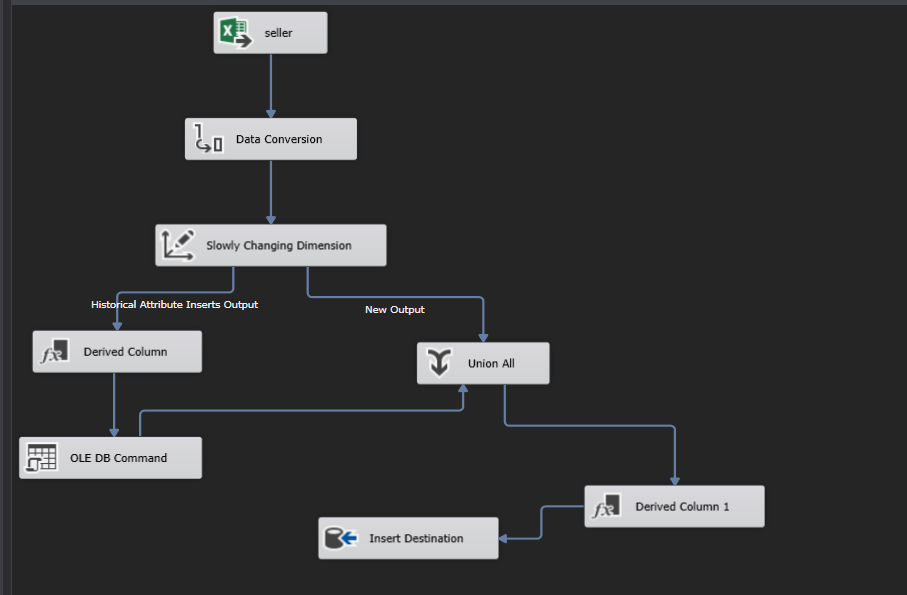 seller
Data Conversion
Slowly Changing Dimension
Historical Attribute Inserts Output
New Output
Derived Column
Union All
OLE DB Command
Derived Column 1
Insert Destination